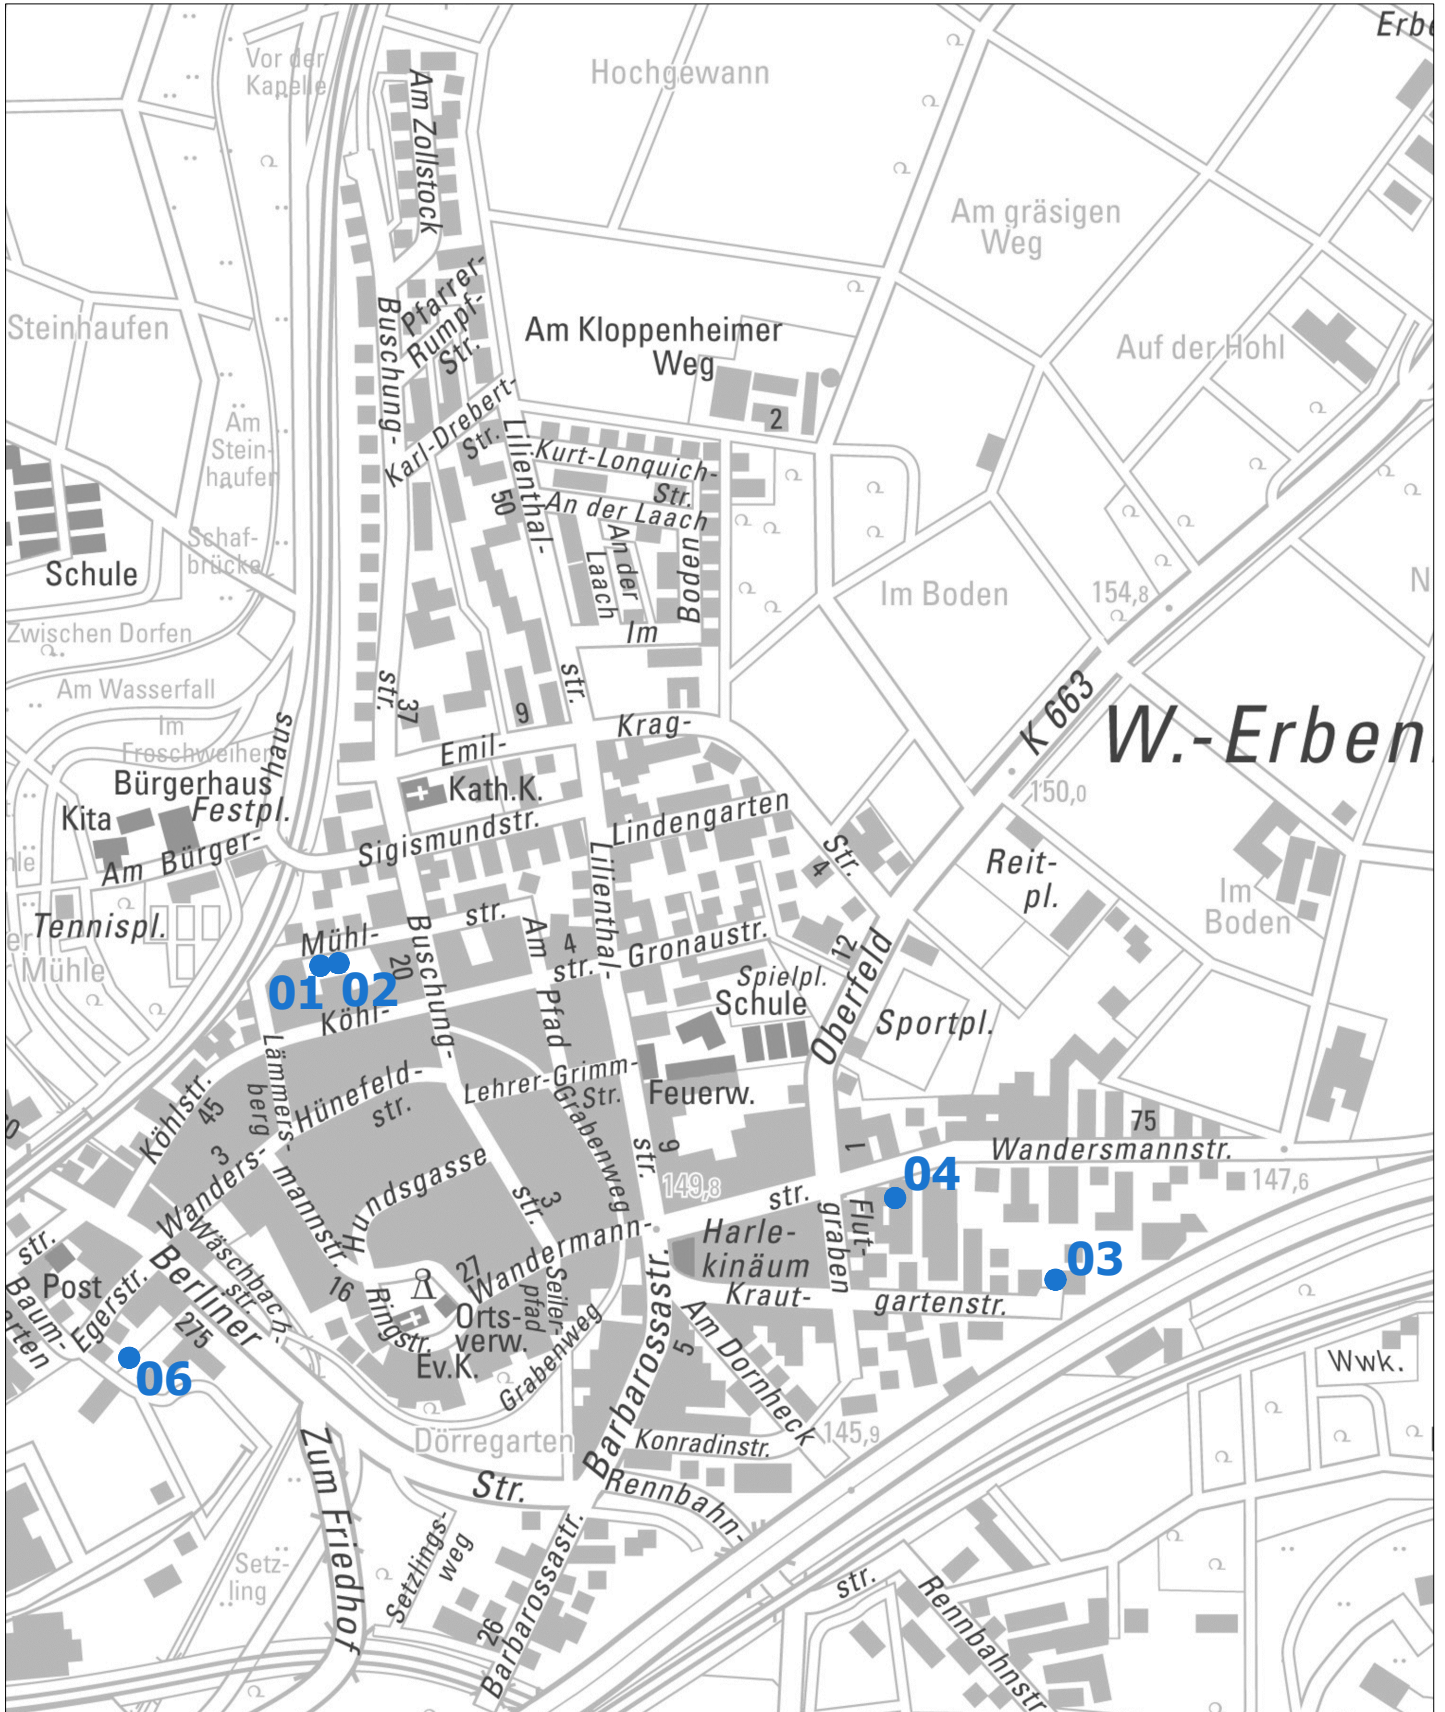 Erbe
Vor der
Kapelle
Hochgewann
Am Zollstock
Am gräsigen
Weg
Steinhaufen
Buschung-
Pfarrer-
Rumpf-
Str.
Am Kloppenheimer
Weg
2
Auf der Hohl
Am
Stein-
haufen
Karl-Drebert-
Str.
Lilienthal-
50
Kurt-Lonquich-
Str.
An der Laach
An der
Laach
Boden
Im
Schaf-
brücke
Schule
Im Boden
154,8
N
Zwischen Dorfen
Am Wasserfall
Im
Froschweiher
str.
37
9
str.
Krag-
Emil-
K 663
W.-Erben
haus
Bürgerhaus
Kita
Festpl.
Am Bürger-
Kath.K.
Sigismundstr.
Lindengarten
150,0
Str.
4
Reit-
pl.
Im
Boden
hle
Tennispl.
er
Mühle
Mühl-
str.
Buschung-
20
Am
Pfad
4
str.
Lilienthal-
Gronaustr.
12
Oberfeld
Spielpl.
Schule
Sportpl.
01
02
Köhl-
Lämmers-
berg
Hünefeld-
str.
Lehrer-Grimm-
Str.
Grabenweg
Feuerw.
Köhlstr.
45
3
Wanders-
mannstr.
Hundsgasse
str.
3
str.
9
149,8
1
75
Wandersmannstr.
147,6
04
str.
Flut-
graben
Harle-
kinäum
03
Kraut-
gartenstr.
str.
Post
Baum-
arten
Egerstr.
Berliner
Wäschbach-
str.
275
16
27
Wandermann-
Ringstr.
Orts-
verw.
Ev.K.
Seiler-
pfad
Grabenweg
Barbarossastr.
5
Am Dornheck
Wwk.
06
Dörregarten
Konradinstr.
145,9
Zum Friedhof
Str.
Rennbahn-
str.
Setz-
ling
Setzlings-
weg
26
Barbarossastr.
Rennbahnstr